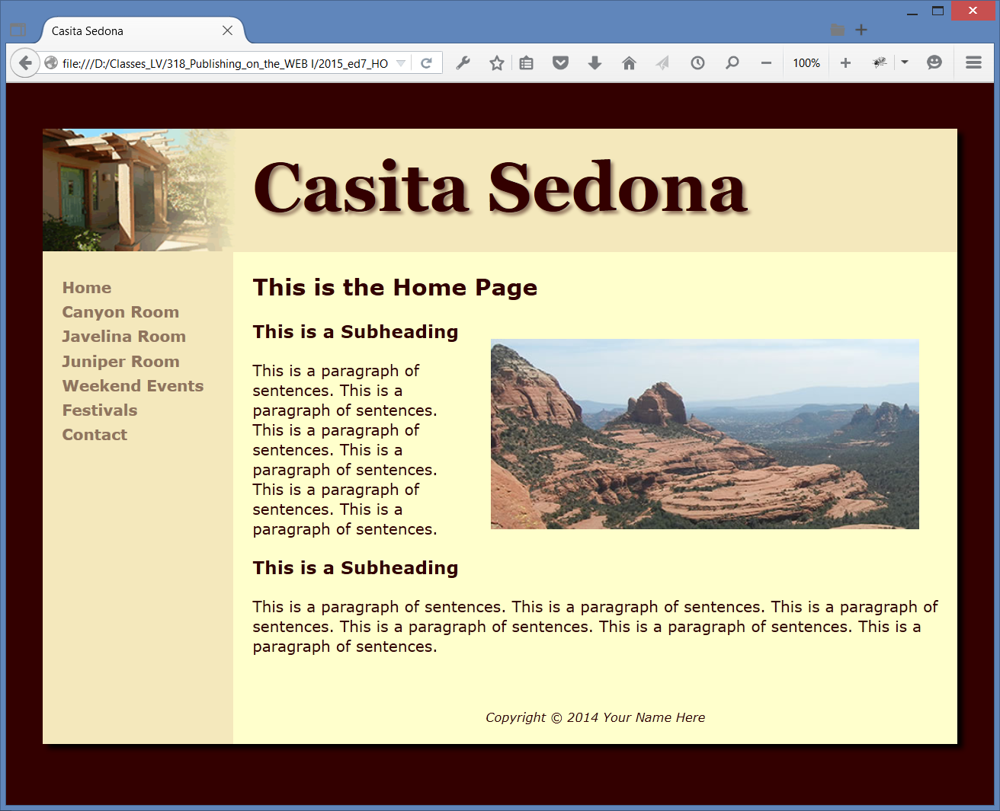 Casita Sedona
file:///D:/Classes_LV/318_Publishing_on_the_WEB I/2015_ed7_HO
100%
Casita Sedona
Home
Canyon Room
Javelina Room
Juniper Room
Weekend Events
Festivals
Contact
This is the Home Page
This is a Subheading
This is a paragraph of
sentences. This is a
paragraph of sentences.
This is a paragraph of
sentences. This is a
paragraph of sentences.
This is a paragraph of
sentences. This is a
paragraph of sentences.
This is a Subheading
This is a paragraph of sentences. This is a paragraph of sentences. This is a paragraph of
sentences. This is a paragraph of sentences. This is a paragraph of sentences. This is a
paragraph of sentences.
Copyright © 2014 Your Name Here